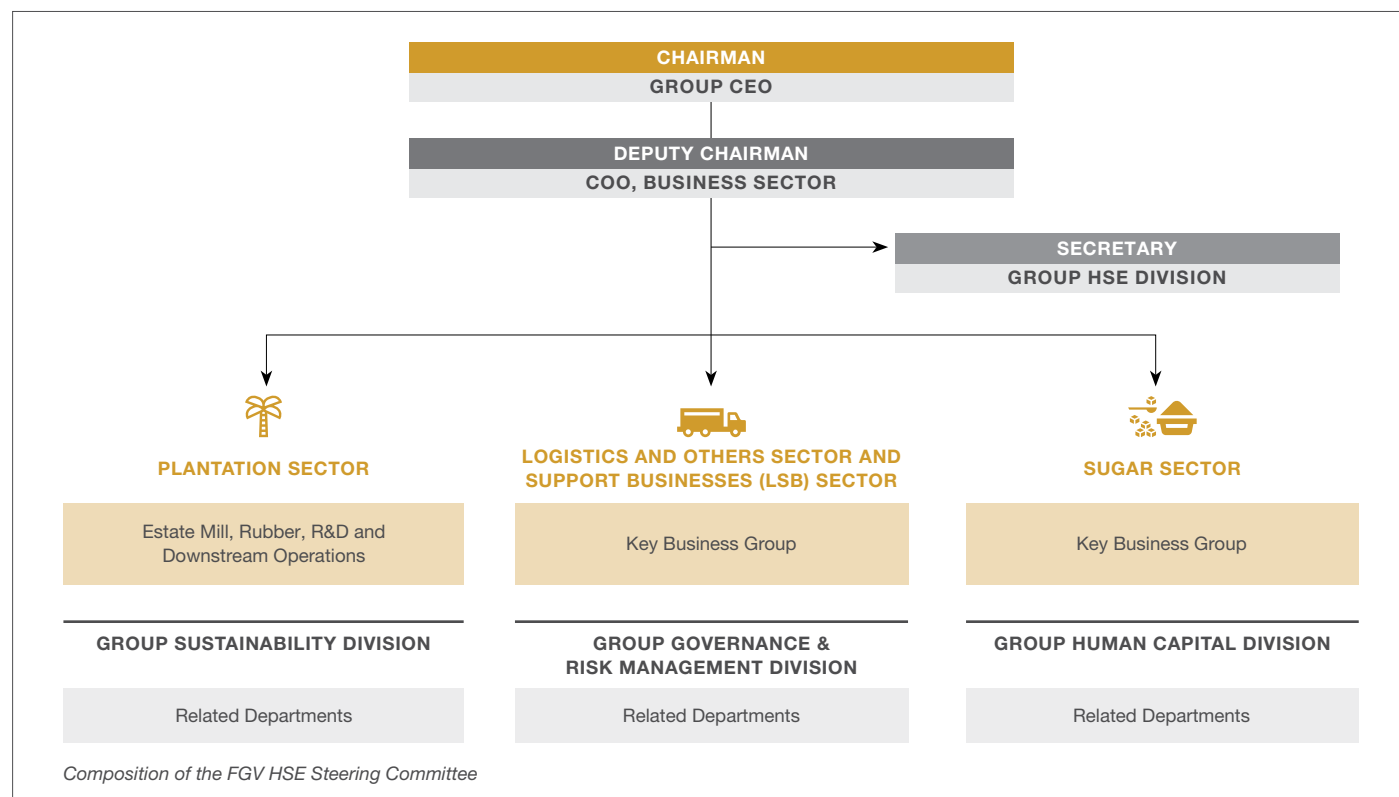 CHAIRMAN
GROUP CEO
DEPUTY CHAIRMAN
COO, BUSINESS SECTOR
SECRETARY
GROUP HSE DIVISION
PLANTATION SECTOR
LOGISTICS AND OTHERS SECTOR AND
SUPPORT BUSINESSES (LSB) SECTOR
SUGAR SECTOR
Estate Mill, Rubber, R&D and
Downstream Operations
Key Business Group
Key Business Group
GROUP SUSTAINABILITY DIVISION
GROUP GOVERNANCE &
RISK MANAGEMENT DIVISION
GROUP HUMAN CAPITAL DIVISION
Related Departments
Related Departments
Related Departments
Composition of the FGV HSE Steering Committee